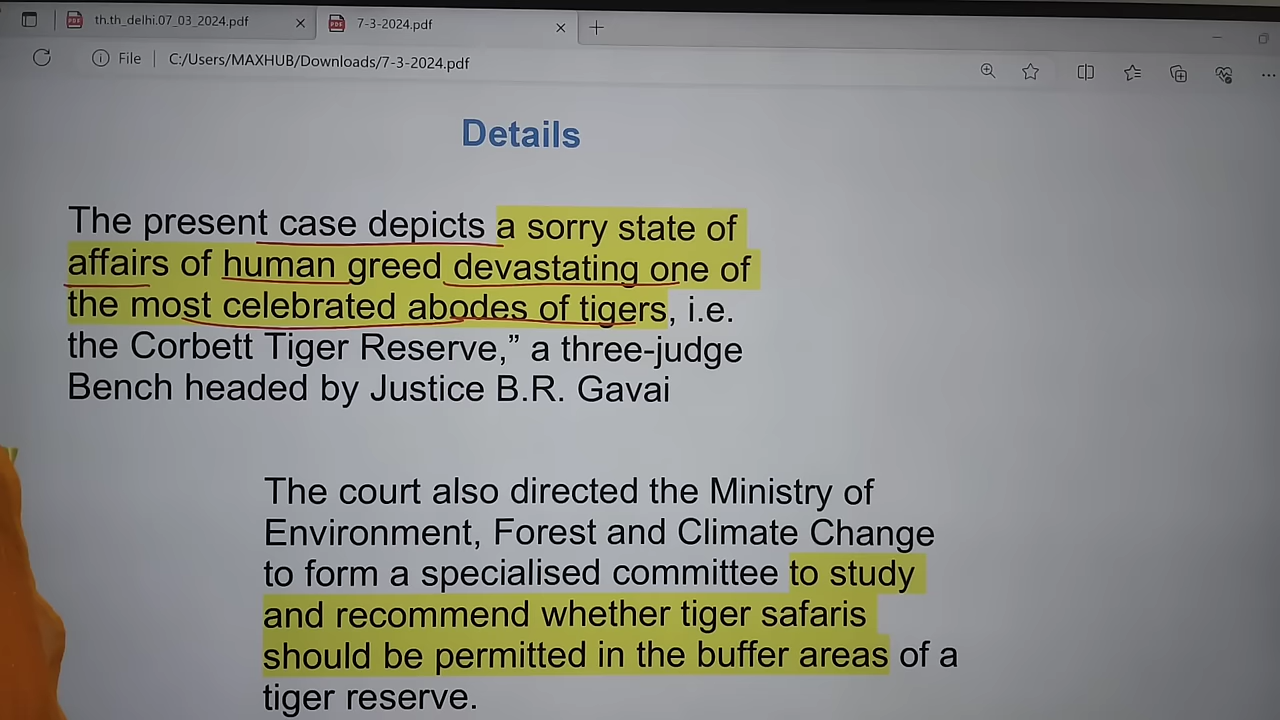 th.th_delhi.07_03_2024.pdf
7-3-2024.pdf
File
C:/Users/MAXHUB/Downloads/7-3-2024.pdf
Details
The present case depicts a sorry state of
affairs of human greed devastating one of
the most celebrated abodes of tigers, i.e.
the Corbett Tiger Reserve,” a three-judge
Bench headed by Justice B.R. Gavai
The court also directed the Ministry of
Environment, Forest and Climate Change
to form a specialised committee to study
and recommend whether tiger safaris
should be permitted in the buffer areas of a
tiger reserve.